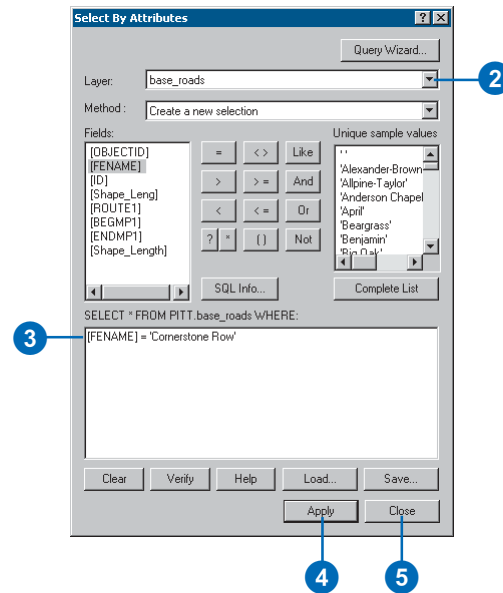 Select By Attributes
Query Wizard...
Layer: base_roads
2
Method : Create a new selection
Fields:
Unique sample values
[OBJECTID]
[FENAME]
[ID]
[Shape_Leng]
[ROUTE1]
[BEGMP1]
[ENDMP1]
[Shape_Length]
= <> Like
> >= And
< <= Or
? * () Not
' '
'Alexander-Brown
'Allpine-Taylor'
'Anderson Chapel
'April'
'Beargrass'
'Benjamin'
'Big Oak'
SQL Info...
Complete List
SELECT * FROM PITT.base_roads WHERE:
3
[FENAME] = 'Cornerstone Row'
Clear Verify Help Load... Save...
Apply Close
4 5